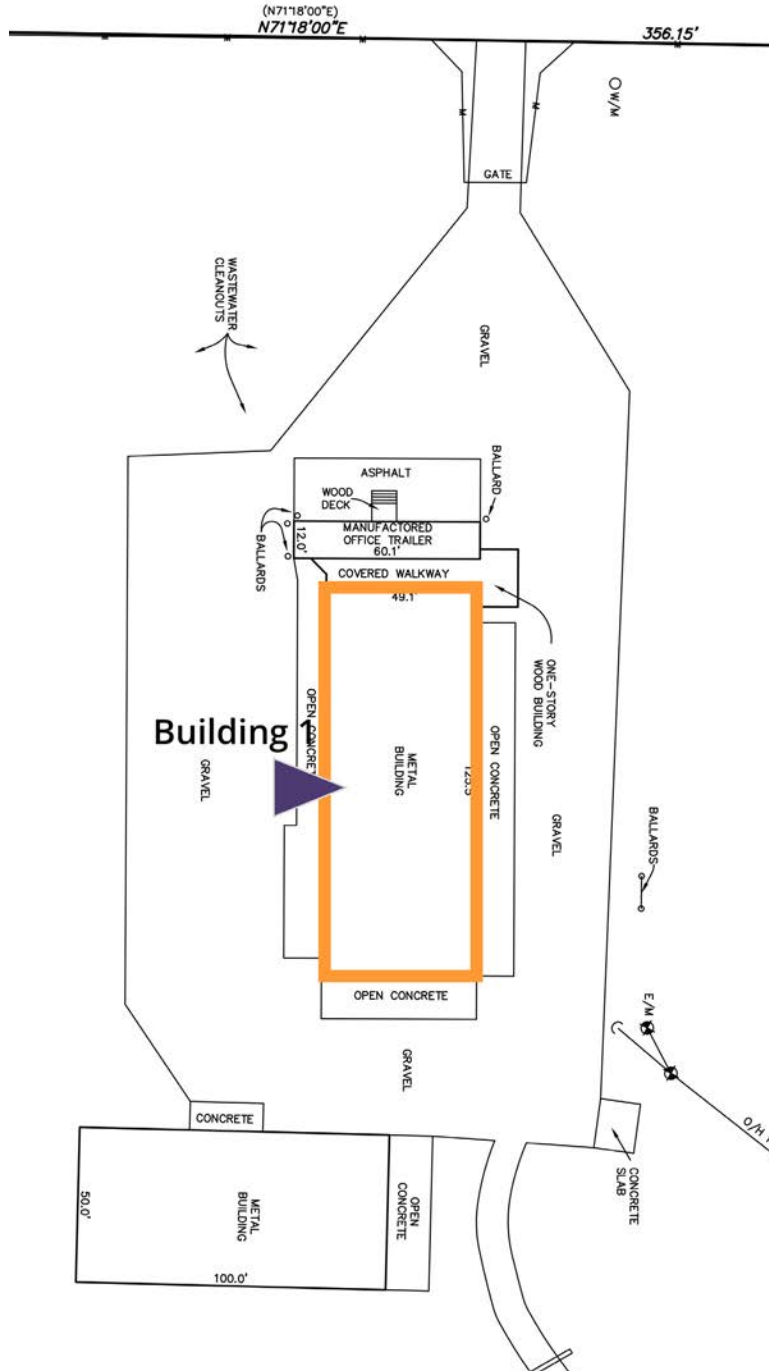 (N71°18'00"E)
N71°18'00"E
356.15'
W/M
GATE
WASTEWATER
CLEANOUTS
GRAVEL
BALLARD
ASPHALT
WOOD
DECK
MANUFACTORED
OFFICE TRAILER
60.1'
12.0'
BALLARDS
COVERED WALKWAY
49.1'
ONE-STORY
WOOD BUILDING
OPEN CONCRETE
Building 1
METAL
BUILDING
OPEN CONCRETE
GRAVEL
GRAVEL
BALLARDS
OPEN CONCRETE
E/M
GRAVEL
H/O
CONCRETE
CONCRETE
SLAB
METAL
BUILDING
OPEN
CONCRETE
50.0'
100.0'